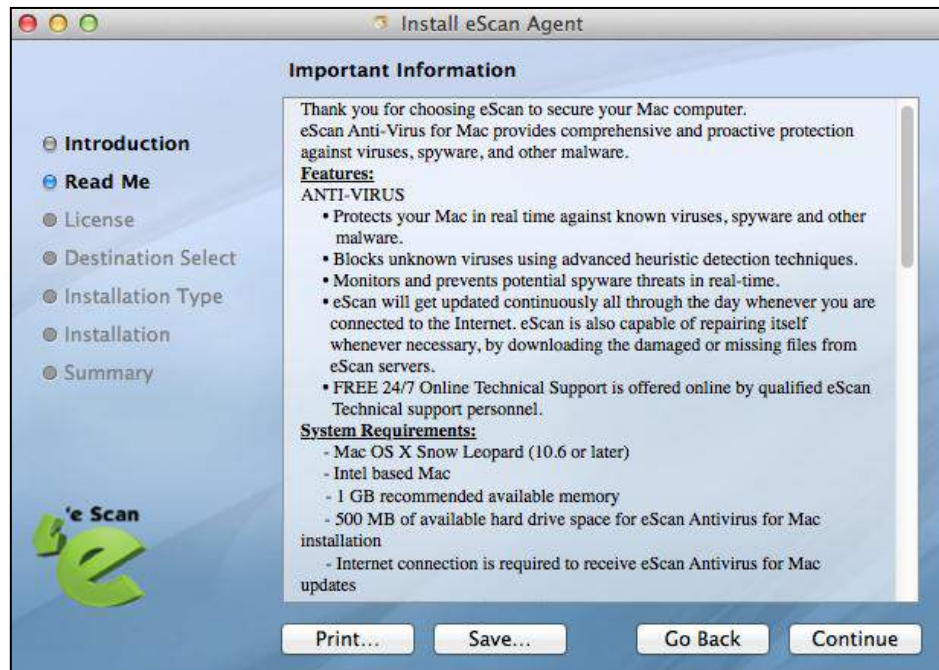 Install eScan Agent
Important Information
Introduction
Read Me
License
Destination Select
Installation Type
Installation
Summary
Thank you for choosing eScan to secure your Mac computer.
eScan Anti-Virus for Mac provides comprehensive and proactive protection
against viruses, spyware, and other malware.
Features:
ANTI-VIRUS
• Protects your Mac in real time against known viruses, spyware and other
malware.
• Blocks unknown viruses using advanced heuristic detection techniques.
• Monitors and prevents potential spyware threats in real-time.
• eScan will get updated continuously all through the day whenever you are
connected to the Internet. eScan is also capable of repairing itself
whenever necessary, by downloading the damaged or missing files from
eScan servers.
• FREE 24/7 Online Technical Support is offered online by qualified eScan
Technical support personnel.
System Requirements:
- Mac OS X Snow Leopard (10.6 or later)
- Intel based Mac
- 1 GB recommended available memory
- 500 MB of available hard drive space for eScan Antivirus for Mac
installation
- Internet connection is required to receive eScan Antivirus for Mac
updates
'e Scan
Print...
Save...
Go Back
Continue